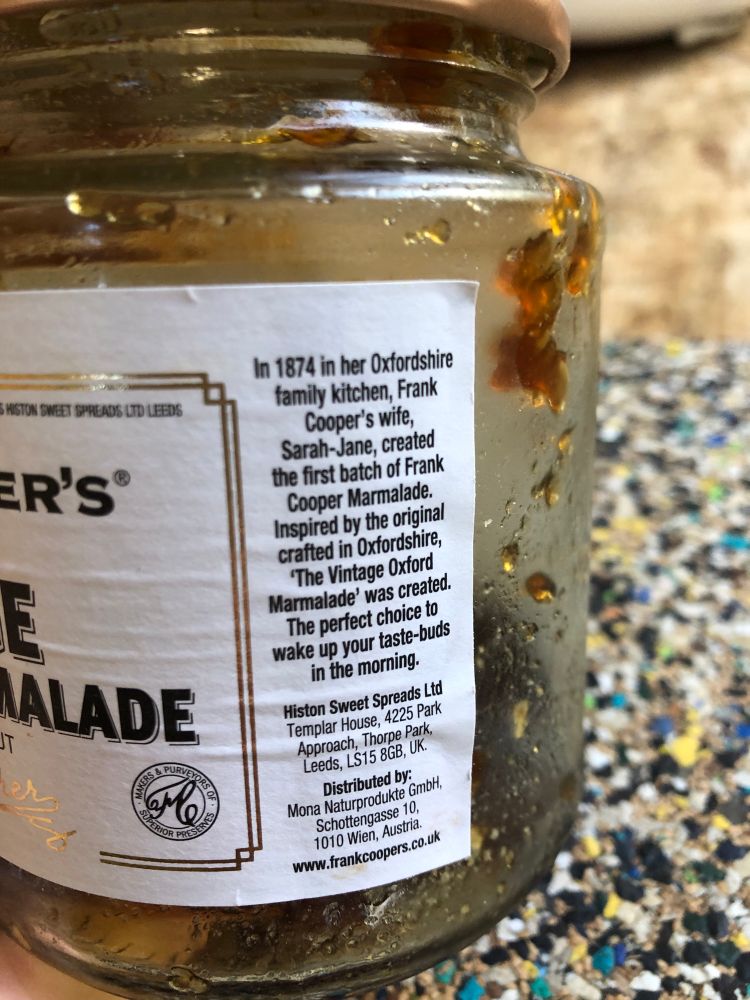 S HISTON SWEET SPREADS LTD LEEDS
ER'S®
E
MALADE
UT
per
MAKERS & PURVEYORS OF
SUPERIOR PRESERVES
In 1874 in her Oxfordshire
family kitchen, Frank
Cooper's wife,
Sarah-Jane, created
the first batch of Frank
Cooper Marmalade.
Inspired by the original
crafted in Oxfordshire,
'The Vintage Oxford
Marmalade' was created.
The perfect choice to
wake up your taste-buds
in the morning.
Histon Sweet Spreads Ltd
Templar House, 4225 Park
Approach, Thorpe Park,
Leeds, LS15 8GB, UK.
Distributed by:
Mona Naturprodukte GmbH,
Schottengasse 10,
1010 Wien, Austria.
www.frankcoopers.co.uk